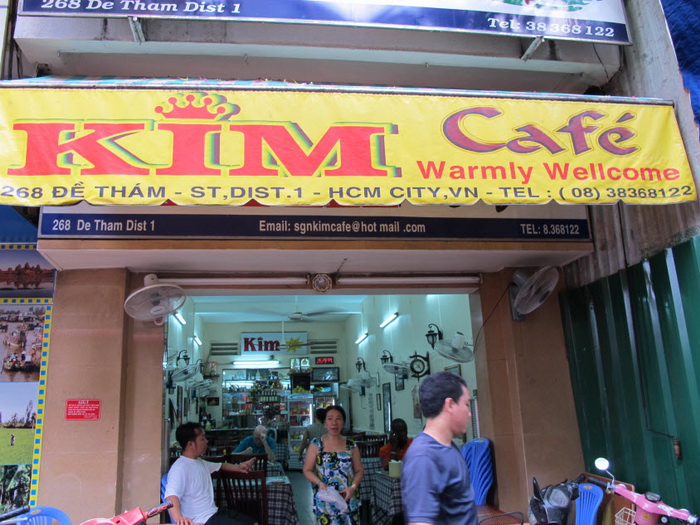 268 De Tham Dist 1
Tel: 38 368 122
KIM Café
Warmly Wellcome
268 ĐỀ THÁM - ST,DIST.1 - HCM CITY,VN - TEL : ( 08) 38368122
268 De Tham Dist 1 Email: sgnkimcafe@hot mail .com TEL: 8.368122
Kim